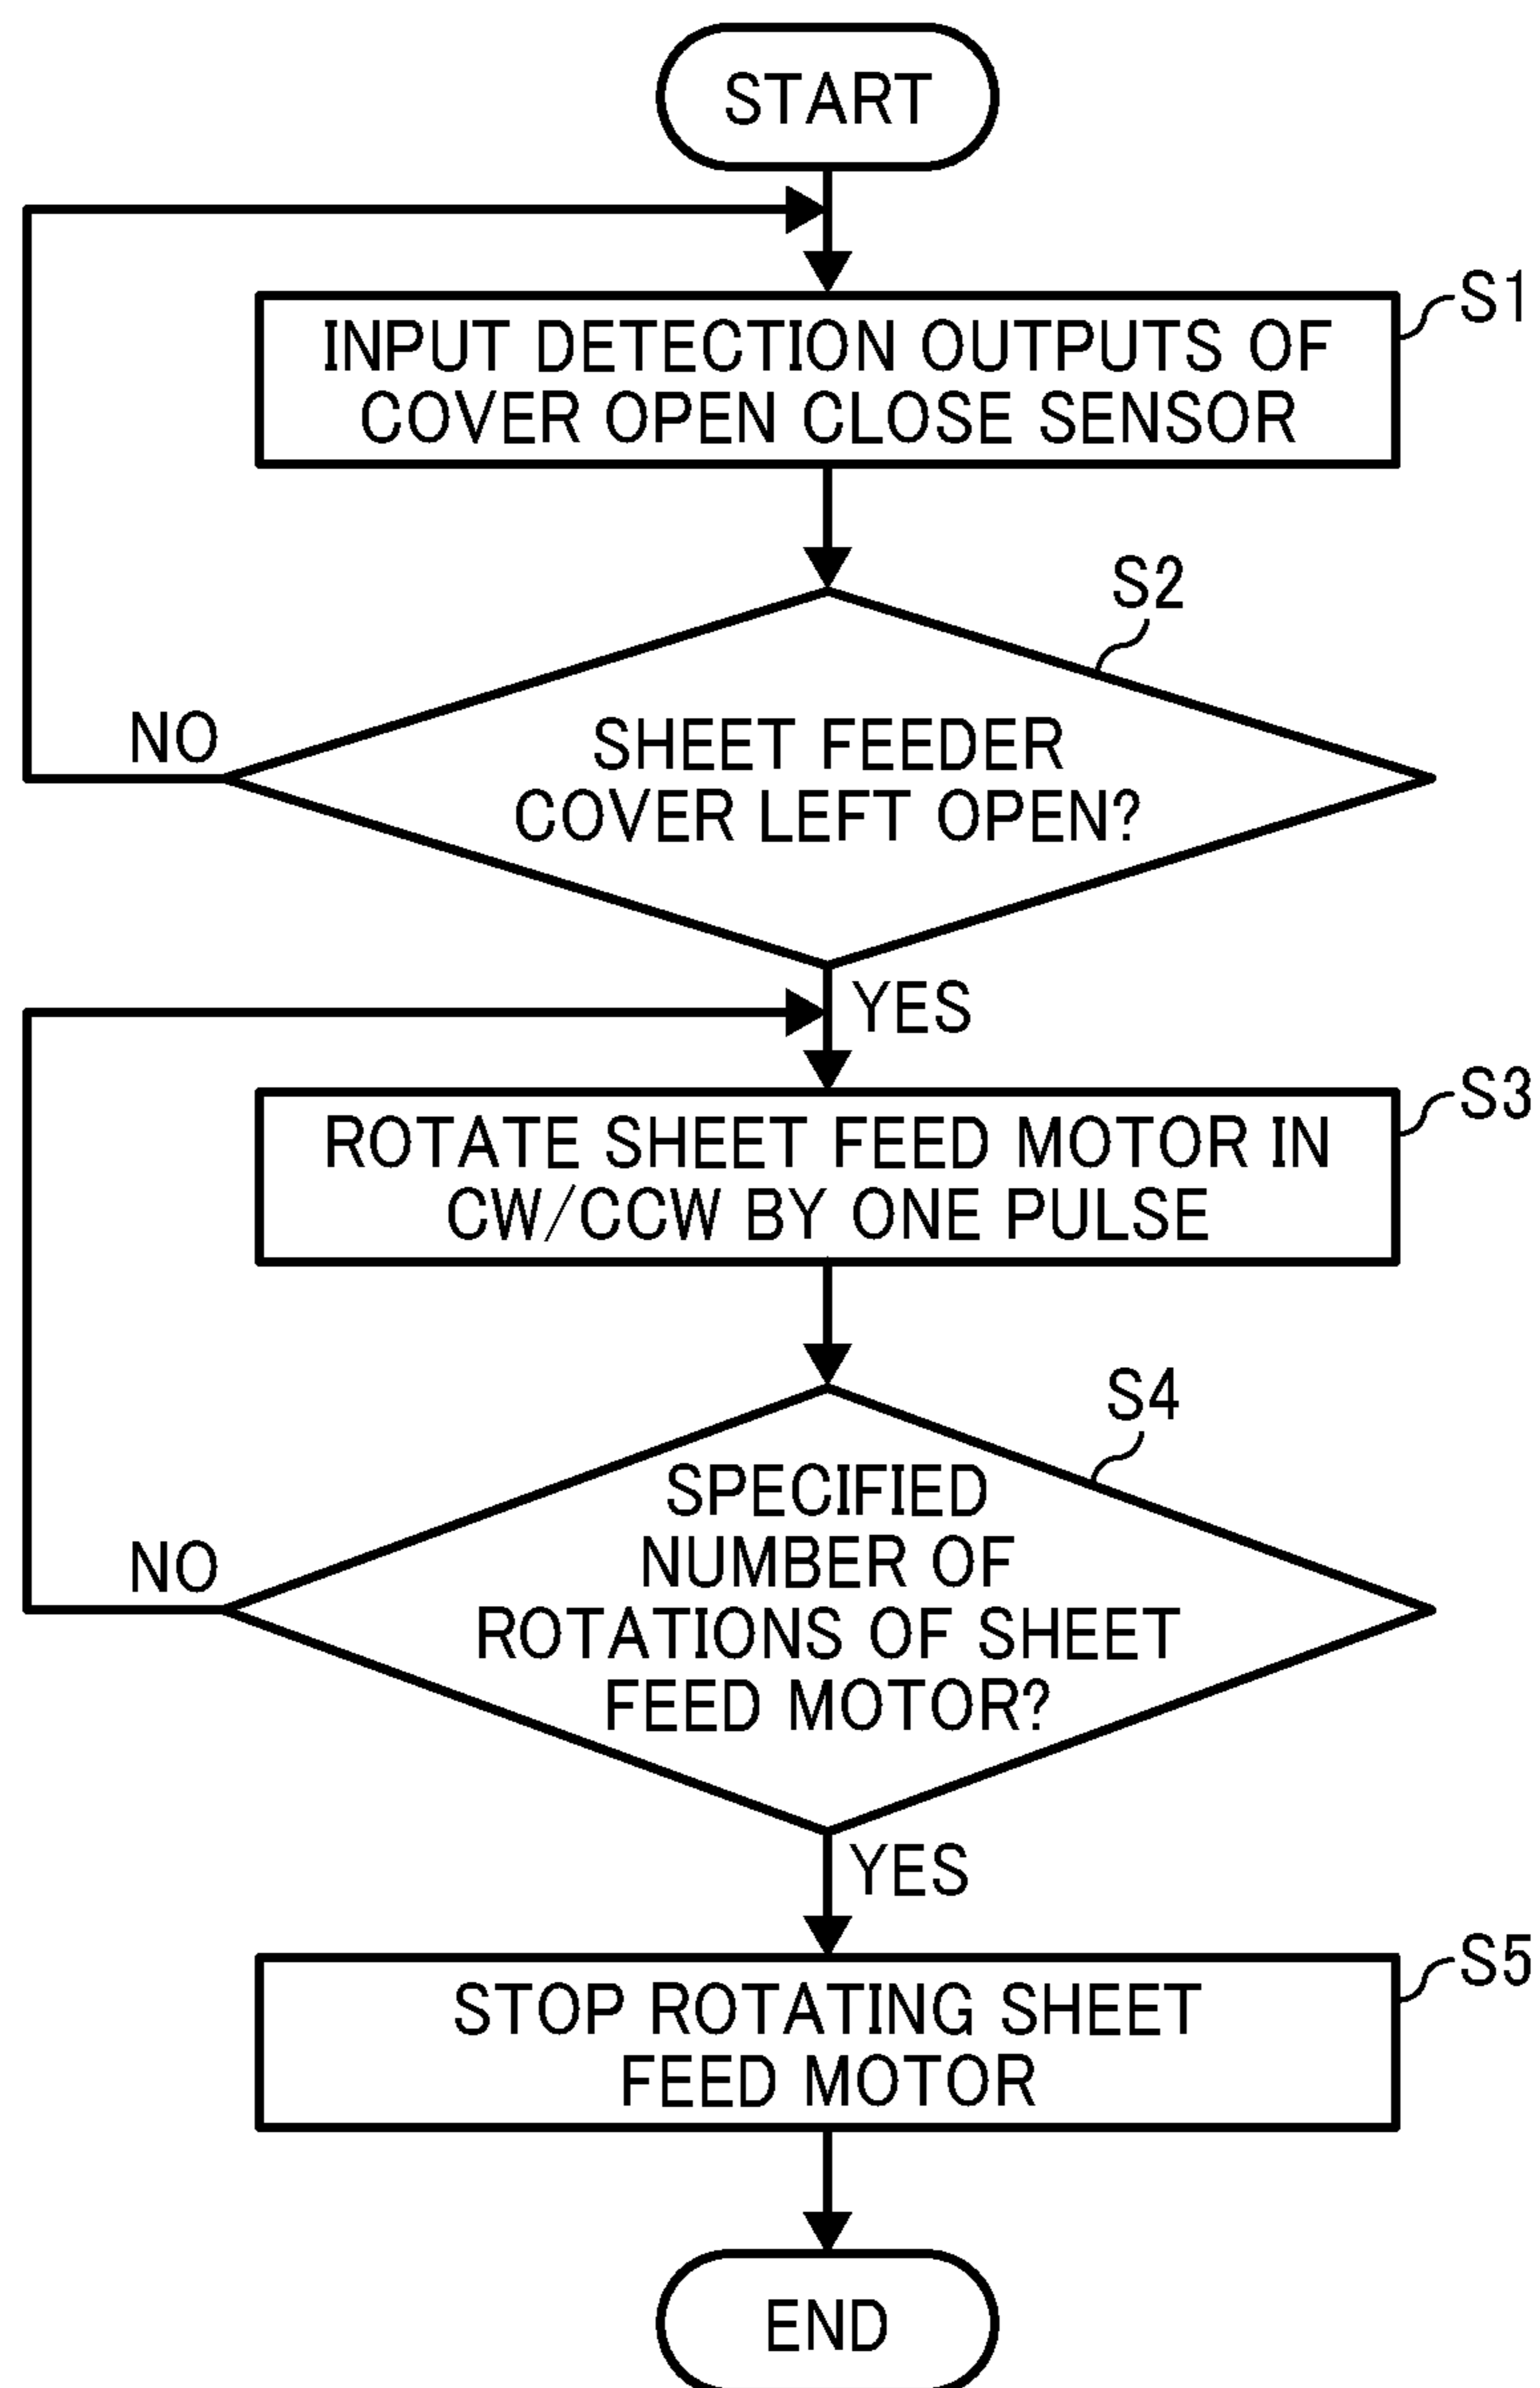 START
S1
INPUT DETECTION OUTPUTS OF
COVER OPEN CLOSE SENSOR
S2
NO
SHEET FEEDER
COVER LEFT OPEN?
YES
S3
ROTATE SHEET FEED MOTOR IN
CW/CCW BY ONE PULSE
S4
SPECIFIED
NUMBER OF
NO
ROTATIONS OF SHEET
FEED MOTOR?
YES
S5
STOP ROTATING SHEET
FEED MOTOR
END